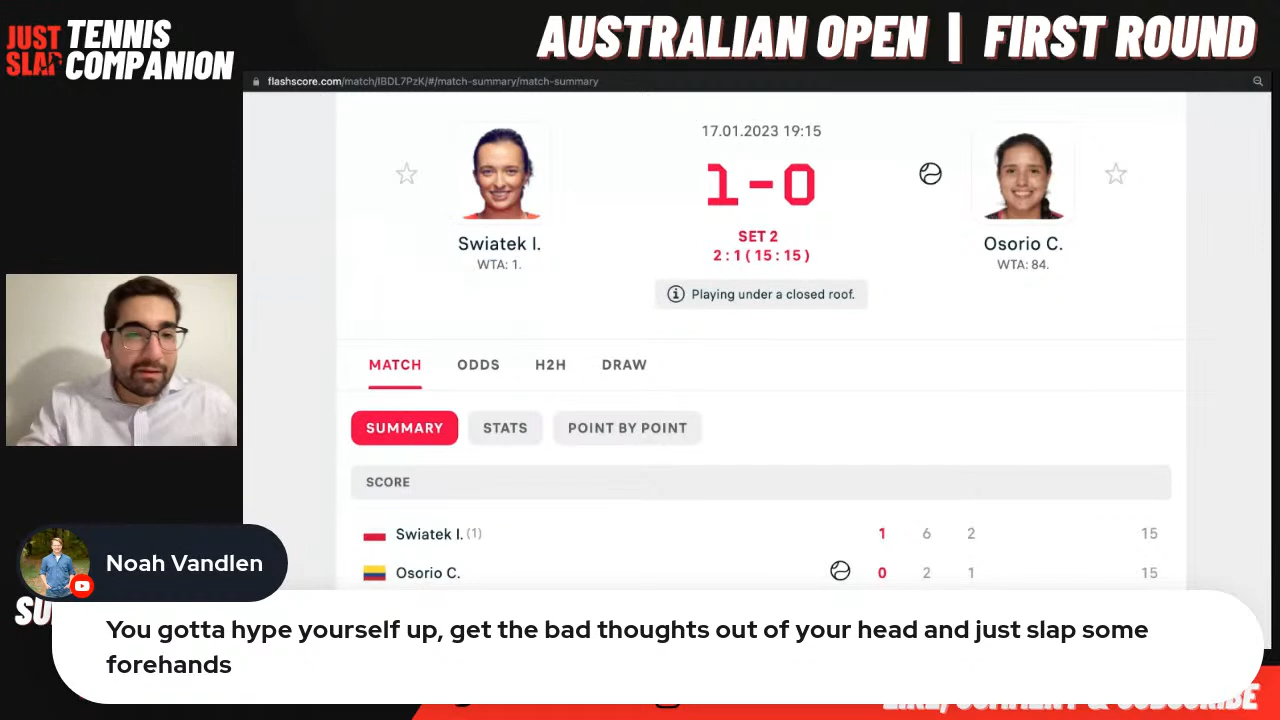 JUST TENNIS
SLAP COMPANION
AUSTRALIAN OPEN | FIRST ROUND
flashscore.com/match/IBDL7PzK/#/match-summary/match-summary
17.01.2023 19:15
1-0
SET 2
2 : 1 ( 15 : 15 )
Swiatek I.
WTA: 1.
Osorio C.
WTA: 84.
Playing under a closed roof.
MATCH ODDS H2H DRAW
SUMMARY STATS POINT BY POINT
SCORE
Swiatek I. (1) 1 6 2 15
Osorio C. 0 2 1 15
Noah Vandlen
You gotta hype yourself up, get the bad thoughts out of your head and just slap some
forehands
LIKE, COMMENT & SUBSCRIBE